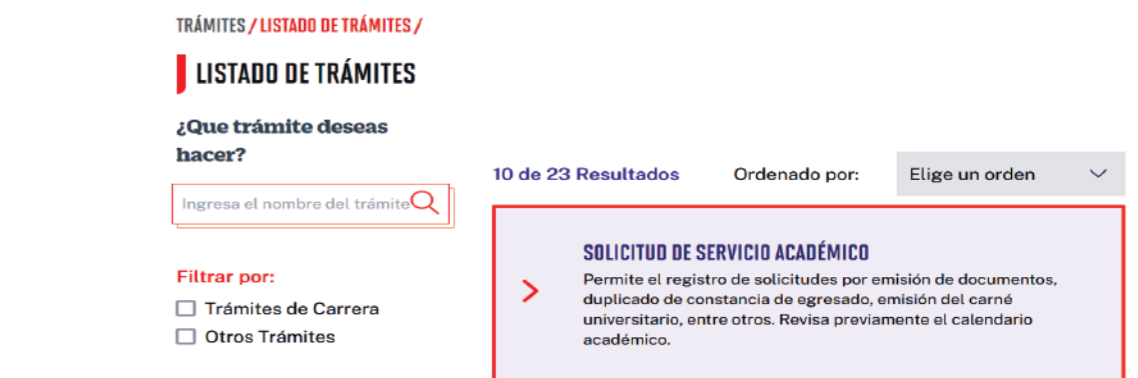 TRÁMITES / LISTADO DE TRÁMITES /
LISTADO DE TRÁMITES
¿Que trámite deseas
hacer?
Ingresa el nombre del trámite
Filtrar por:
Trámites de Carrera
Otros Trámites
10 de 23 Resultados
Ordenado por:
Elige un orden
SOLICITUD DE SERVICIO ACADÉMICO
Permite el registro de solicitudes por emisión de documentos,
duplicado de constancia de egresado, emisión del carné
universitario, entre otros. Revisa previamente el calendario
académico.